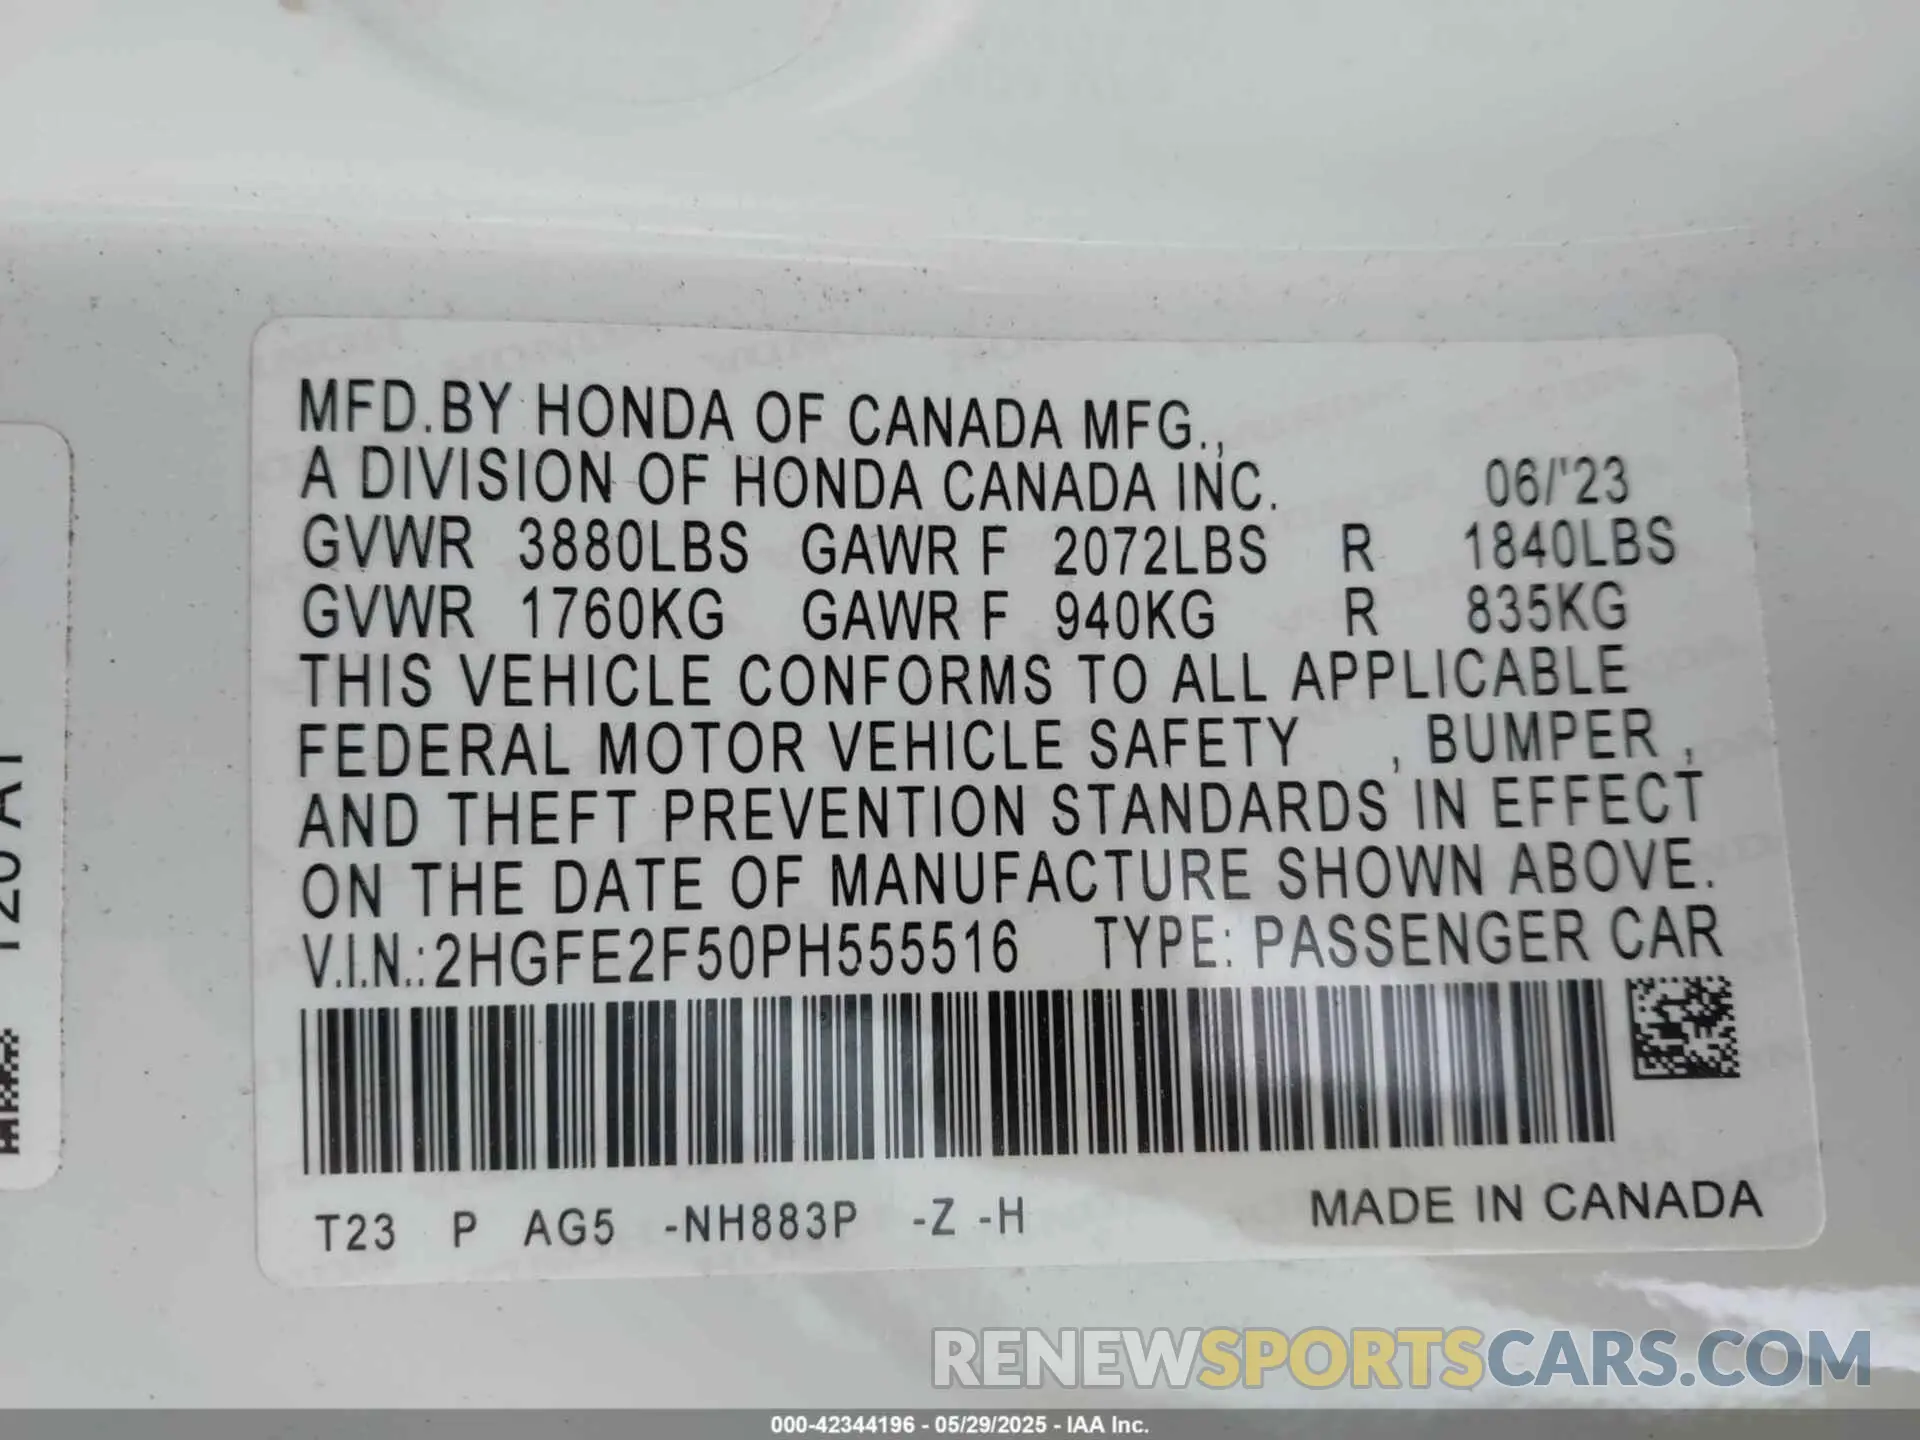 MFD.BY HONDA OF CANADA MFG.,
A DIVISION OF HONDA CANADA INC. 06/'23
GVWR 3880LBS GAWR F 2072LBS R 1840LBS
GVWR 1760KG GAWR F 940KG R 835KG
THIS VEHICLE CONFORMS TO ALL APPLICABLE
FEDERAL MOTOR VEHICLE SAFETY , BUMPER ,
AND THEFT PREVENTION STANDARDS IN EFFECT
ON THE DATE OF MANUFACTURE SHOWN ABOVE.
V.I.N.:2HGFE2F50PH555516 TYPE: PASSENGER CAR
T23 P AG5 -NH883P -Z -H MADE IN CANADA
RENEWSPORTSCARS.COM
000-42344196 - 05/29/2025 - IAA Inc.